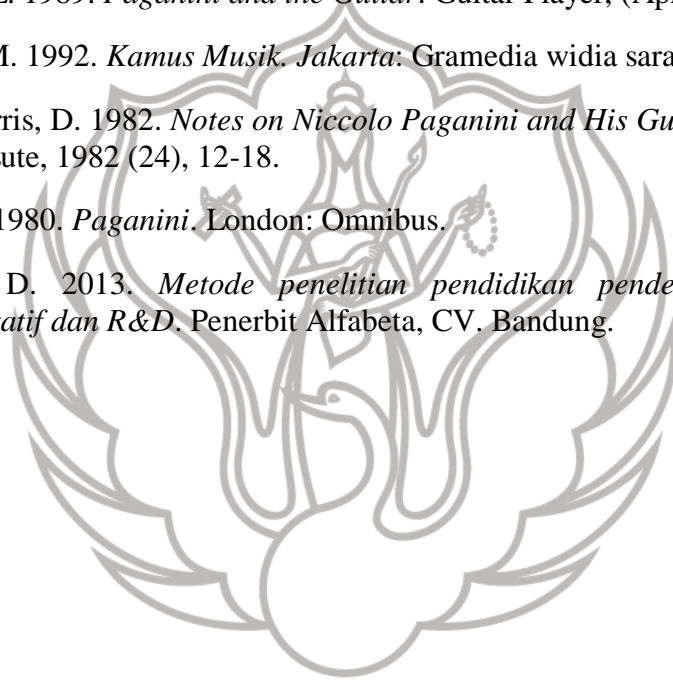 1989. Paganini and the Guitar. Guitar Player, (Ap
M. 1992. Kamus Musik. Jakarta: Gramedia widia sara
rris, D. 1982. Notes on Niccolo Paganini and His Gu
ute, 1982 (24), 12-18.
1980. Paganini. London: Omnibus.
D. 2013. Metode penelitian pendidikan pende
atif dan R&D. Penerbit Alfabeta, CV. Bandung.